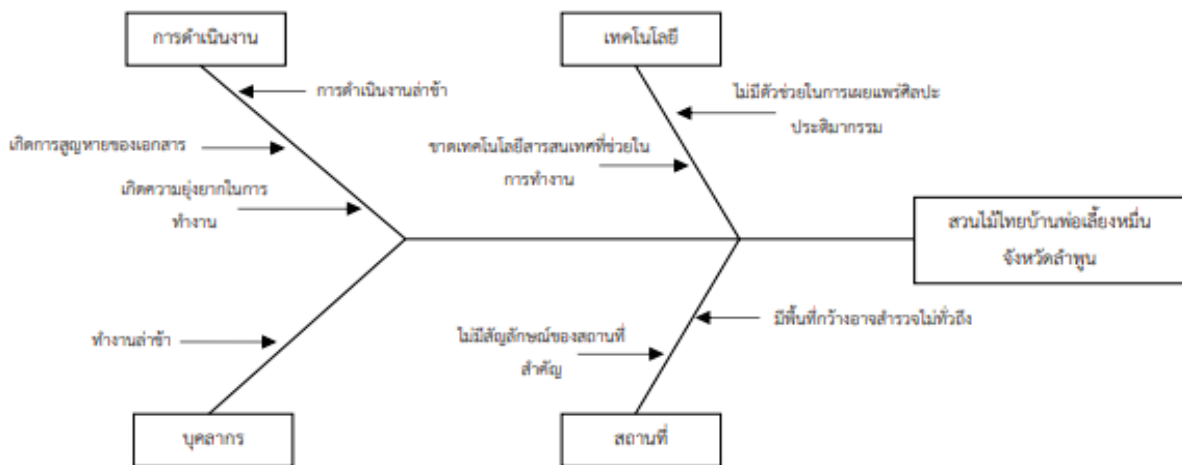 การดำเนินงาน
เทคโนโลยี
การดำเนินงานล่าช้า
ไม่มีตัวช่วยในการเผยแพร่ศิลปะ
ประติมากรรม
เกิดการสูญหายของเอกสาร
ขาดเทคโนโลยีสารสนเทศที่ช่วยใน
การทำงาน
เกิดความยุ่งยากในการ
ทำงาน
สวนไม้ไทยบ้านพ่อเลี้ยงหมื่น
จังหวัดลำพูน
มีพื้นที่กว้างอาจสำรวจไม่ทั่วถึง
ทำงานล่าช้า
ไม่มีสัญลักษณ์ของสถานที่
สำคัญ
บุคลากร
สถานที่